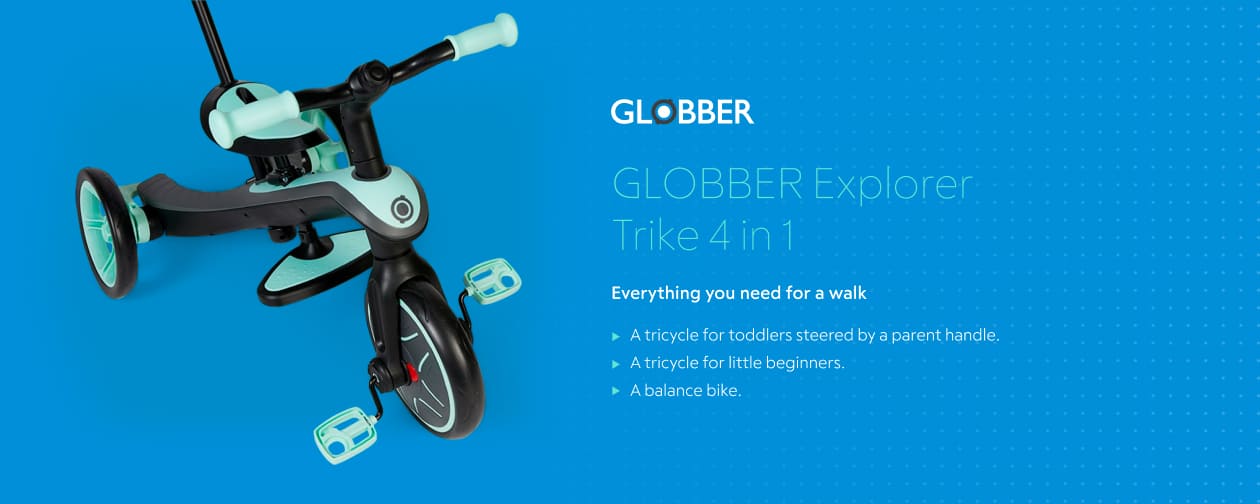 GLOBBER
GLOBBER Explorer
Trike 4 in 1
Everything you need for a walk
A tricycle for toddlers steered by a parent handle.
A tricycle for little beginners.
A balance bike.